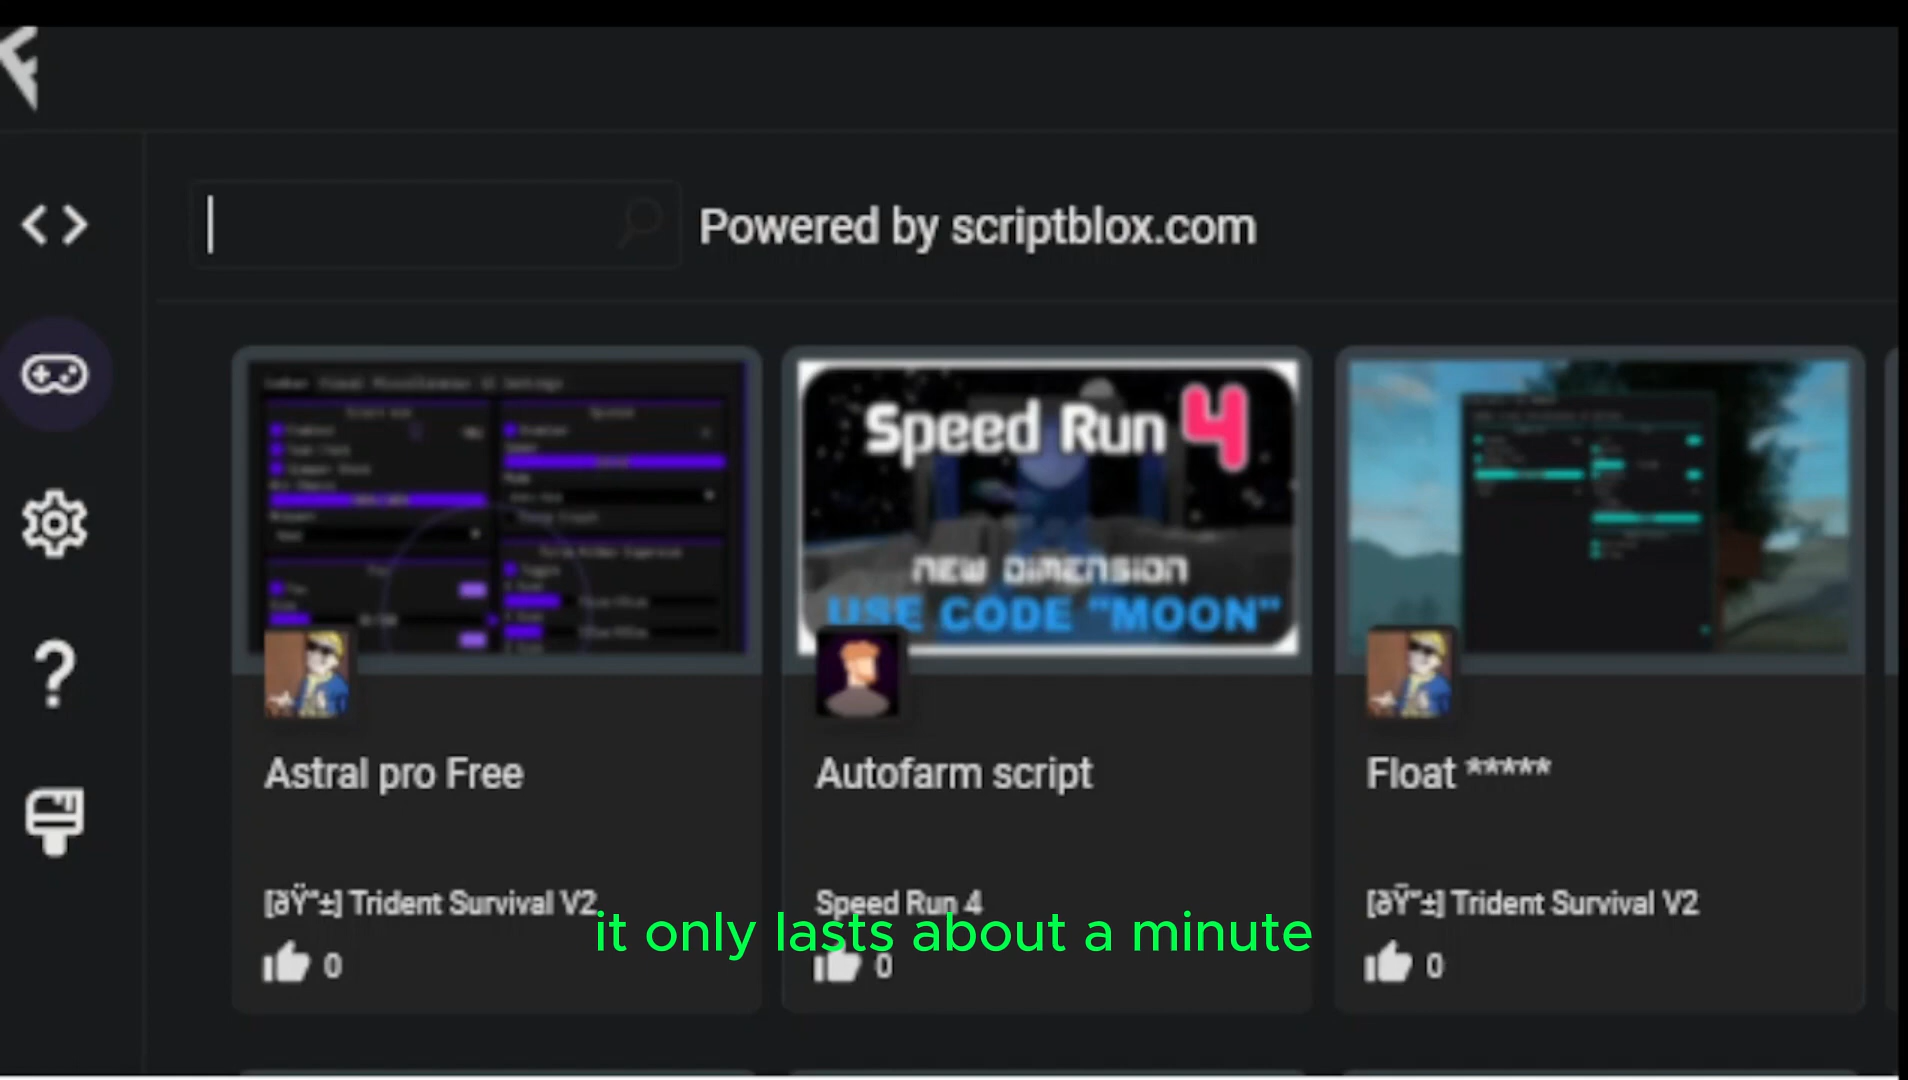 Powered by scriptblox.com
Speed Run 4
NEW DIMENSION
USE CODE "MOON"
Astral pro Free
Autofarm script
Float *****
[ðŸ”±] Trident Survival V2
Speed Run 4
[ðŸ”±] Trident Survival V2
it only lasts about a minute
0
0
0